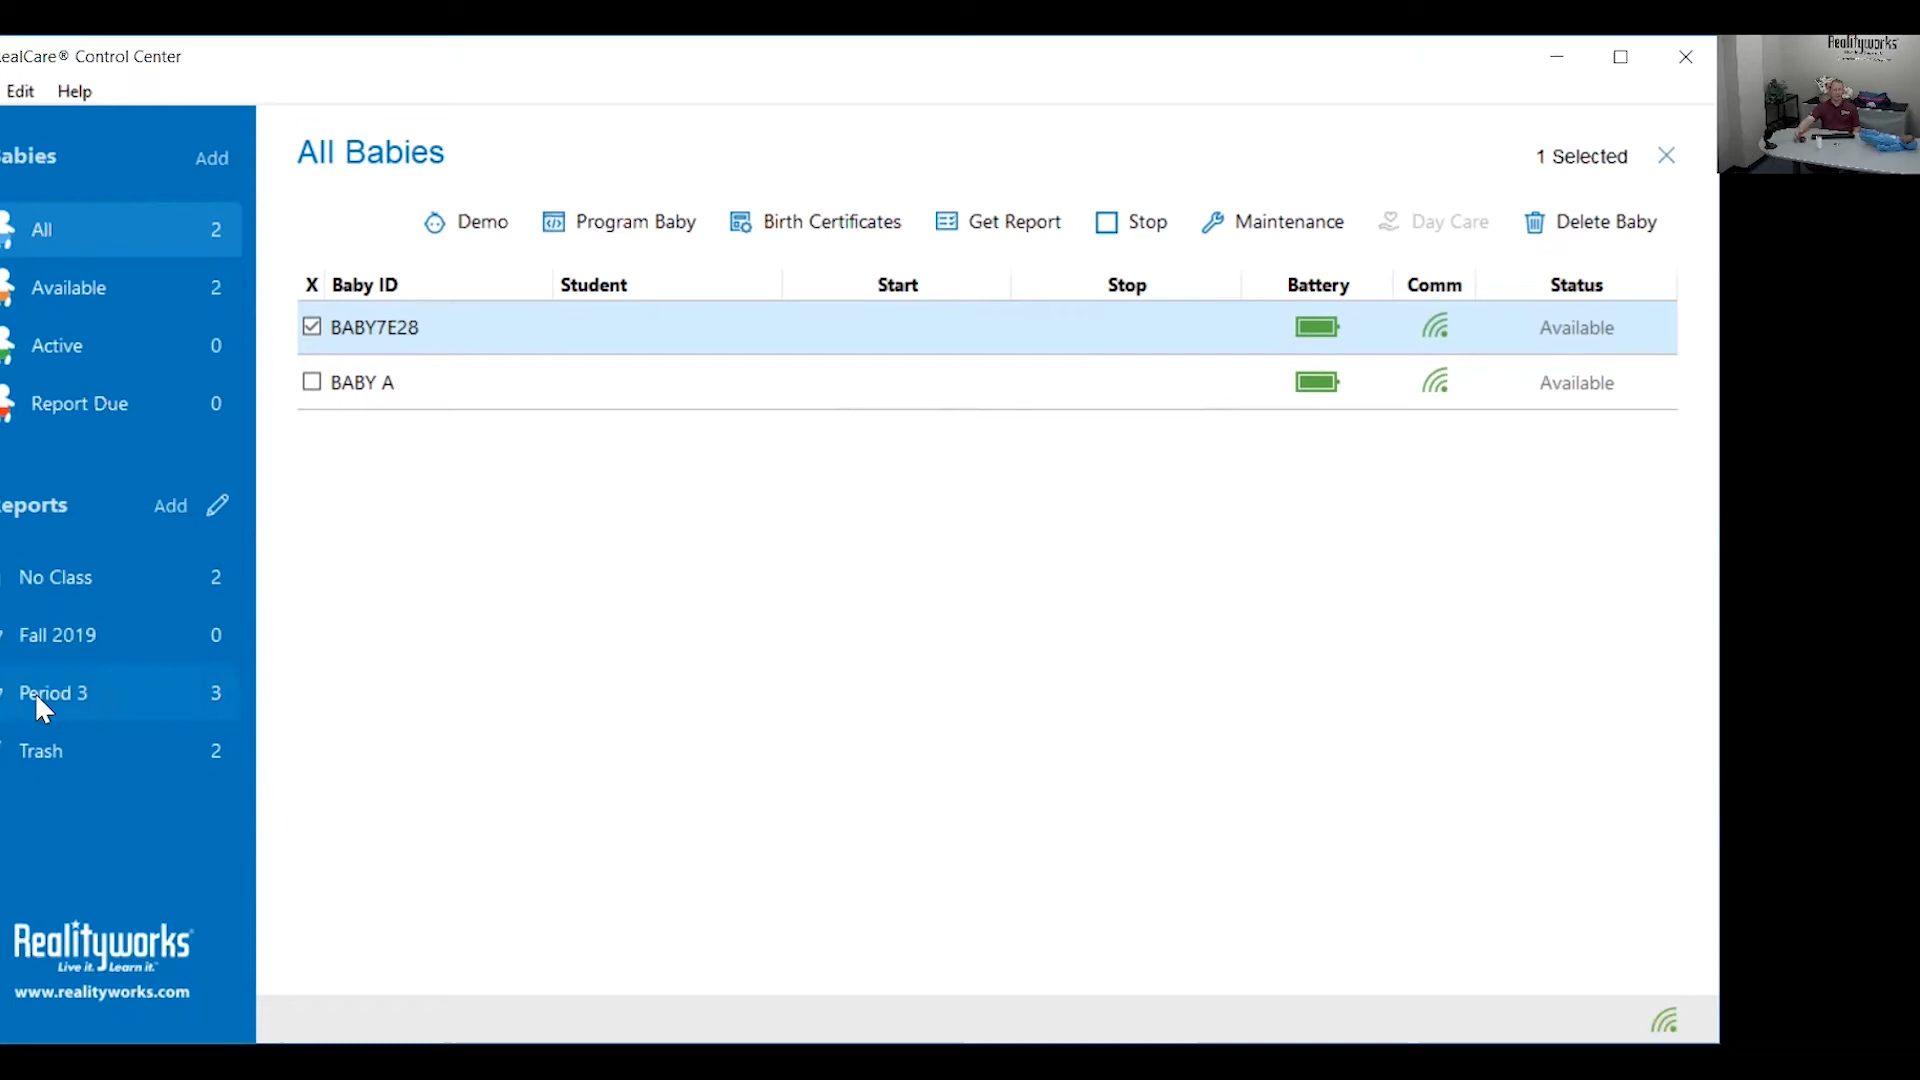 ealCare® Control Center
Edit Help
abies Add
All 2
Available 2
Active 0
Report Due 0
eports Add
No Class 2
Fall 2019 0
Period 3 3
Trash 2
Realityworks
Live it. Learn it.™
www.realityworks.com
All Babies
1 Selected
Demo Program Baby Birth Certificates Get Report Stop Maintenance Day Care Delete Baby
X Baby ID Student Start Stop Battery Comm Status
BABY7E28 Available
BABY A Available
Realityworks